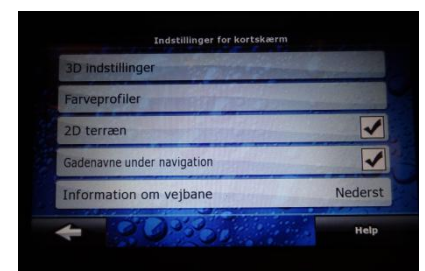 Indstillinger for kortskærm
3D indstillinger
Farveprofiler
2D terræn
Gadenavne under navigation
Information om vejbane Nederst
Help